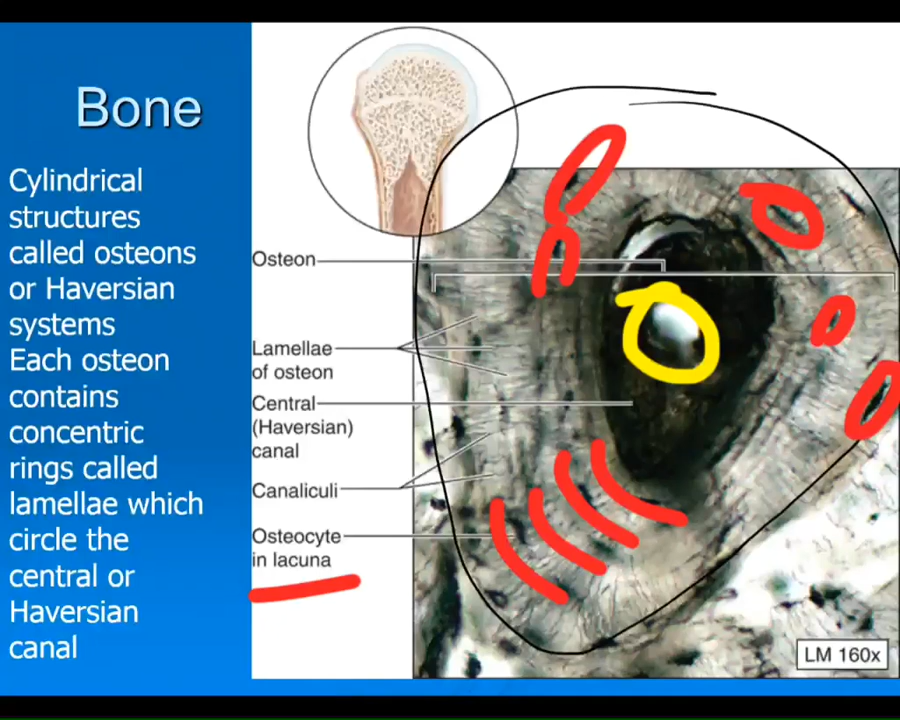 Bone
Cylindrical
structures
called osteons
or Haversian
systems
Each osteon
contains
concentric
rings called
lamellae which
circle the
central or
Haversian
canal
Osteon
Lamellae
of osteon
Central
(Haversian)
canal
Canaliculi
Osteocyte
in lacuna
LM 160x